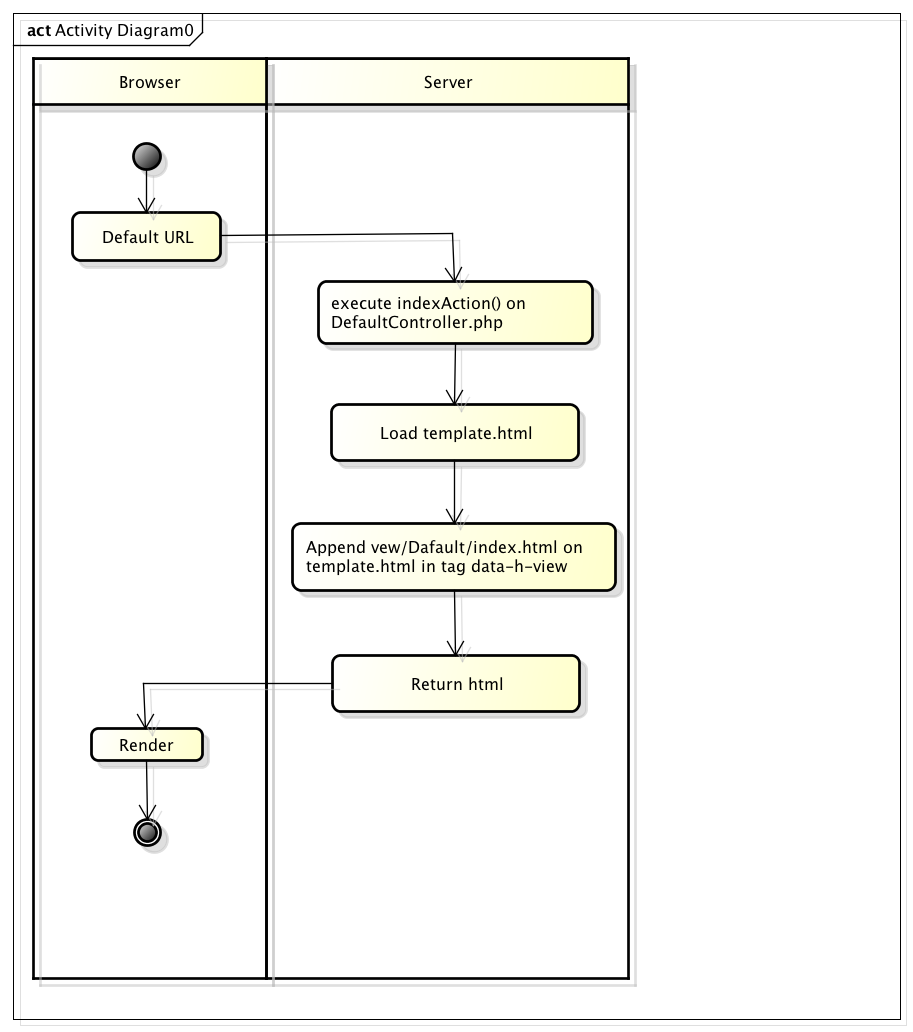 act Activity Diagram0
Browser
Server
Default URL
execute indexAction() on
DefaultController.php
Load template.html
Append vew/Dafault/index.html on
template.html in tag data-h-view
Return html
Render